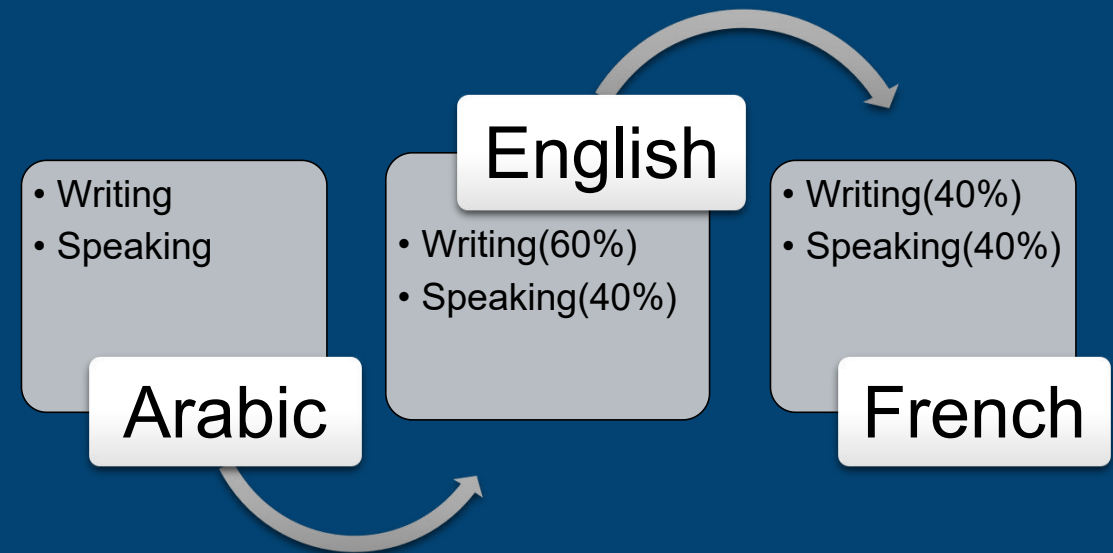 • Writing
• Speaking
Arabic
English
• Writing(60%)
• Speaking(40%)
• Writing(40%)
• Speaking(40%)
French